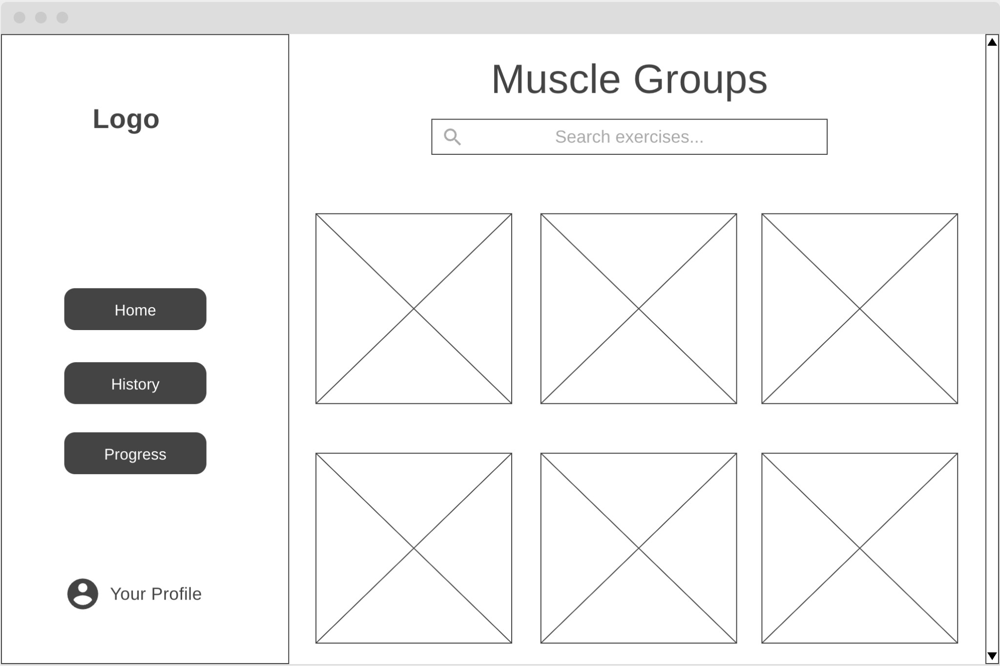 Logo
Home
History
Progress
Your Profile
Muscle Groups
Search exercises...